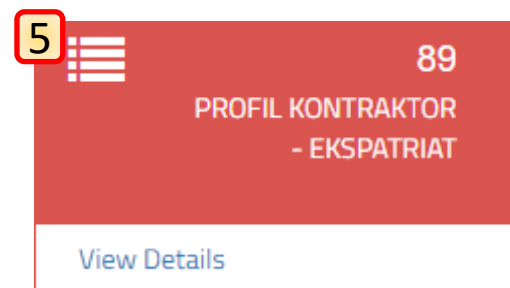 5
89
PROFIL KONTRAKTOR
- EKSPATRIAT
View Details